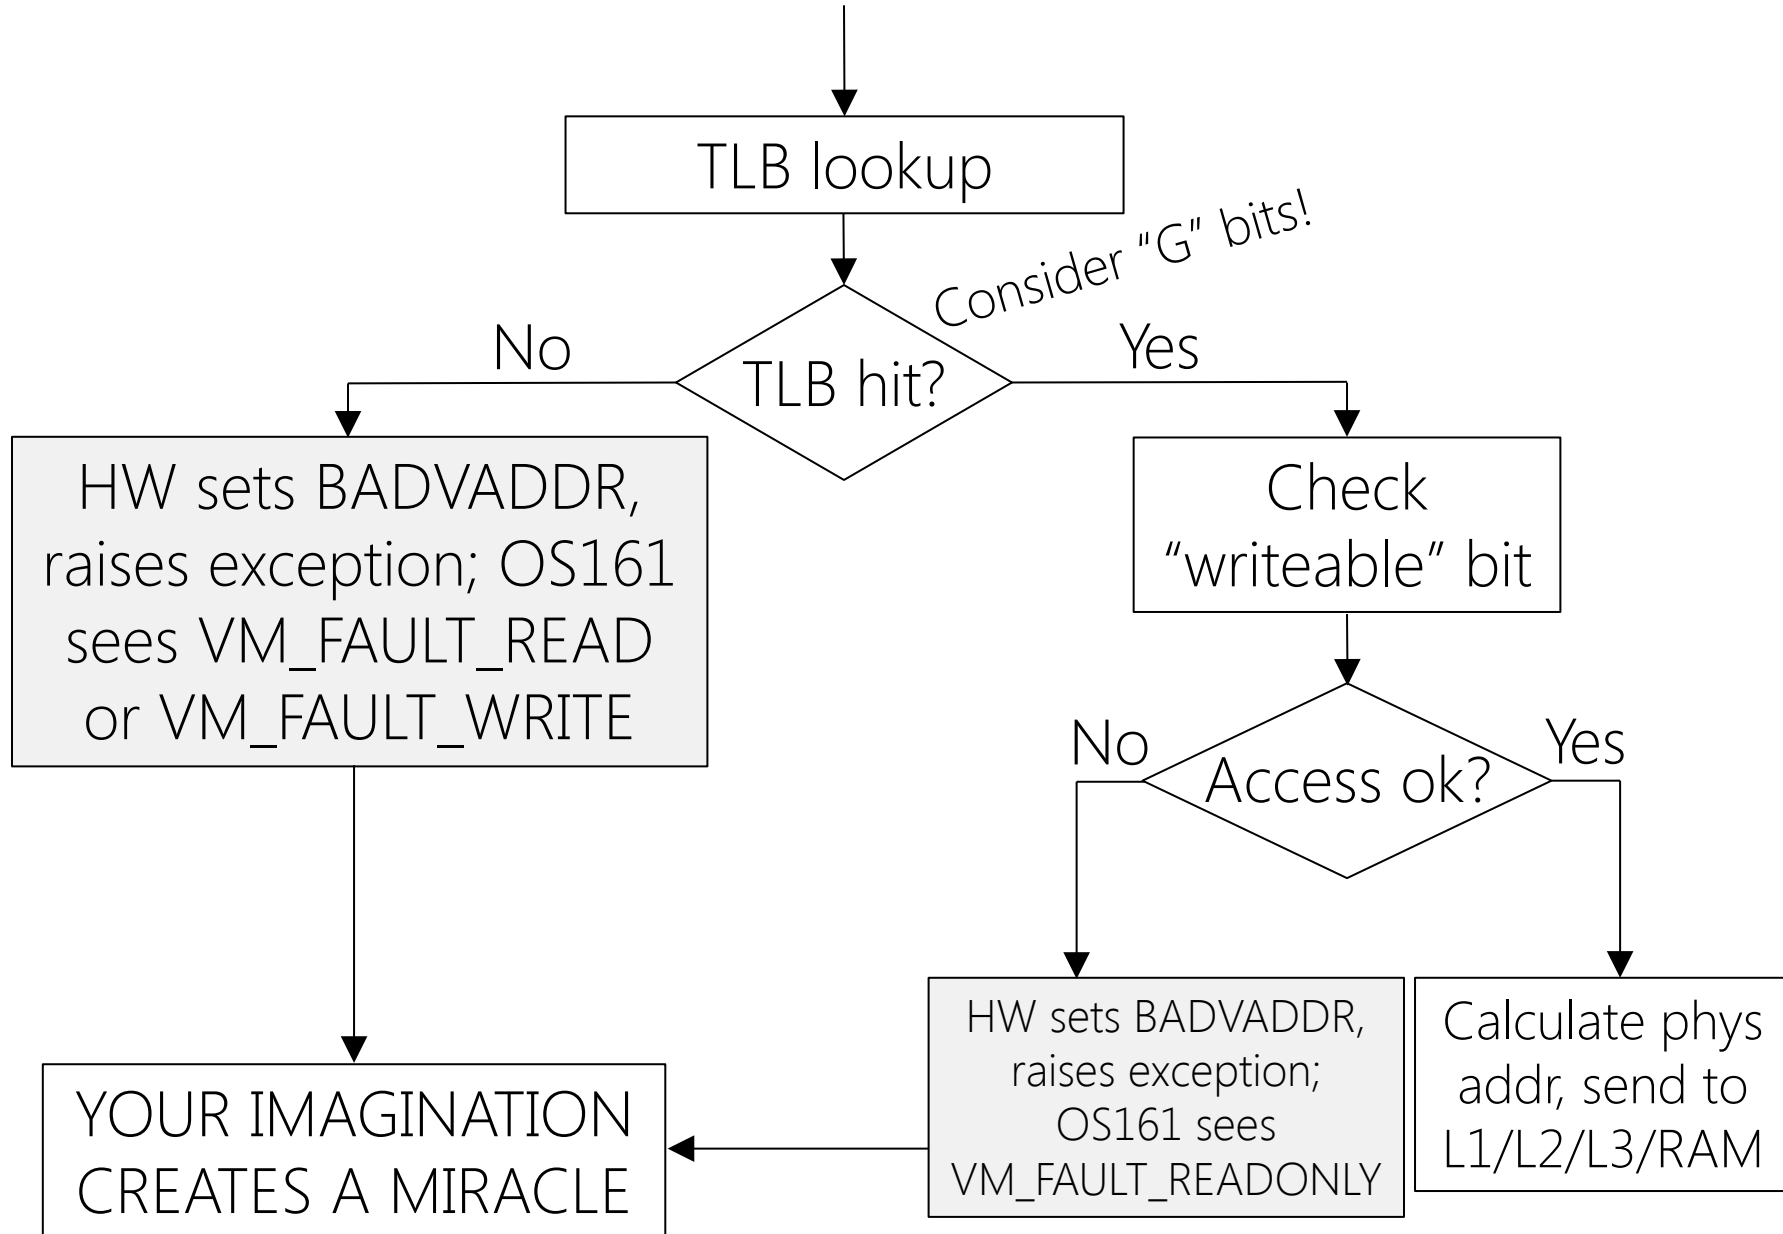 TLB lookup
Consider “G” bits!
TLB hit?
No
Yes
HW sets BADVADDR,
raises exception; OS161
sees VM_FAULT_READ
or VM_FAULT_WRITE
Check
“writeable” bit
Access ok?
No
Yes
HW sets BADVADDR,
raises exception;
OS161 sees
VM_FAULT_READONLY
Calculate phys
addr, send to
L1/L2/L3/RAM
YOUR IMAGINATION
CREATES A MIRACLE